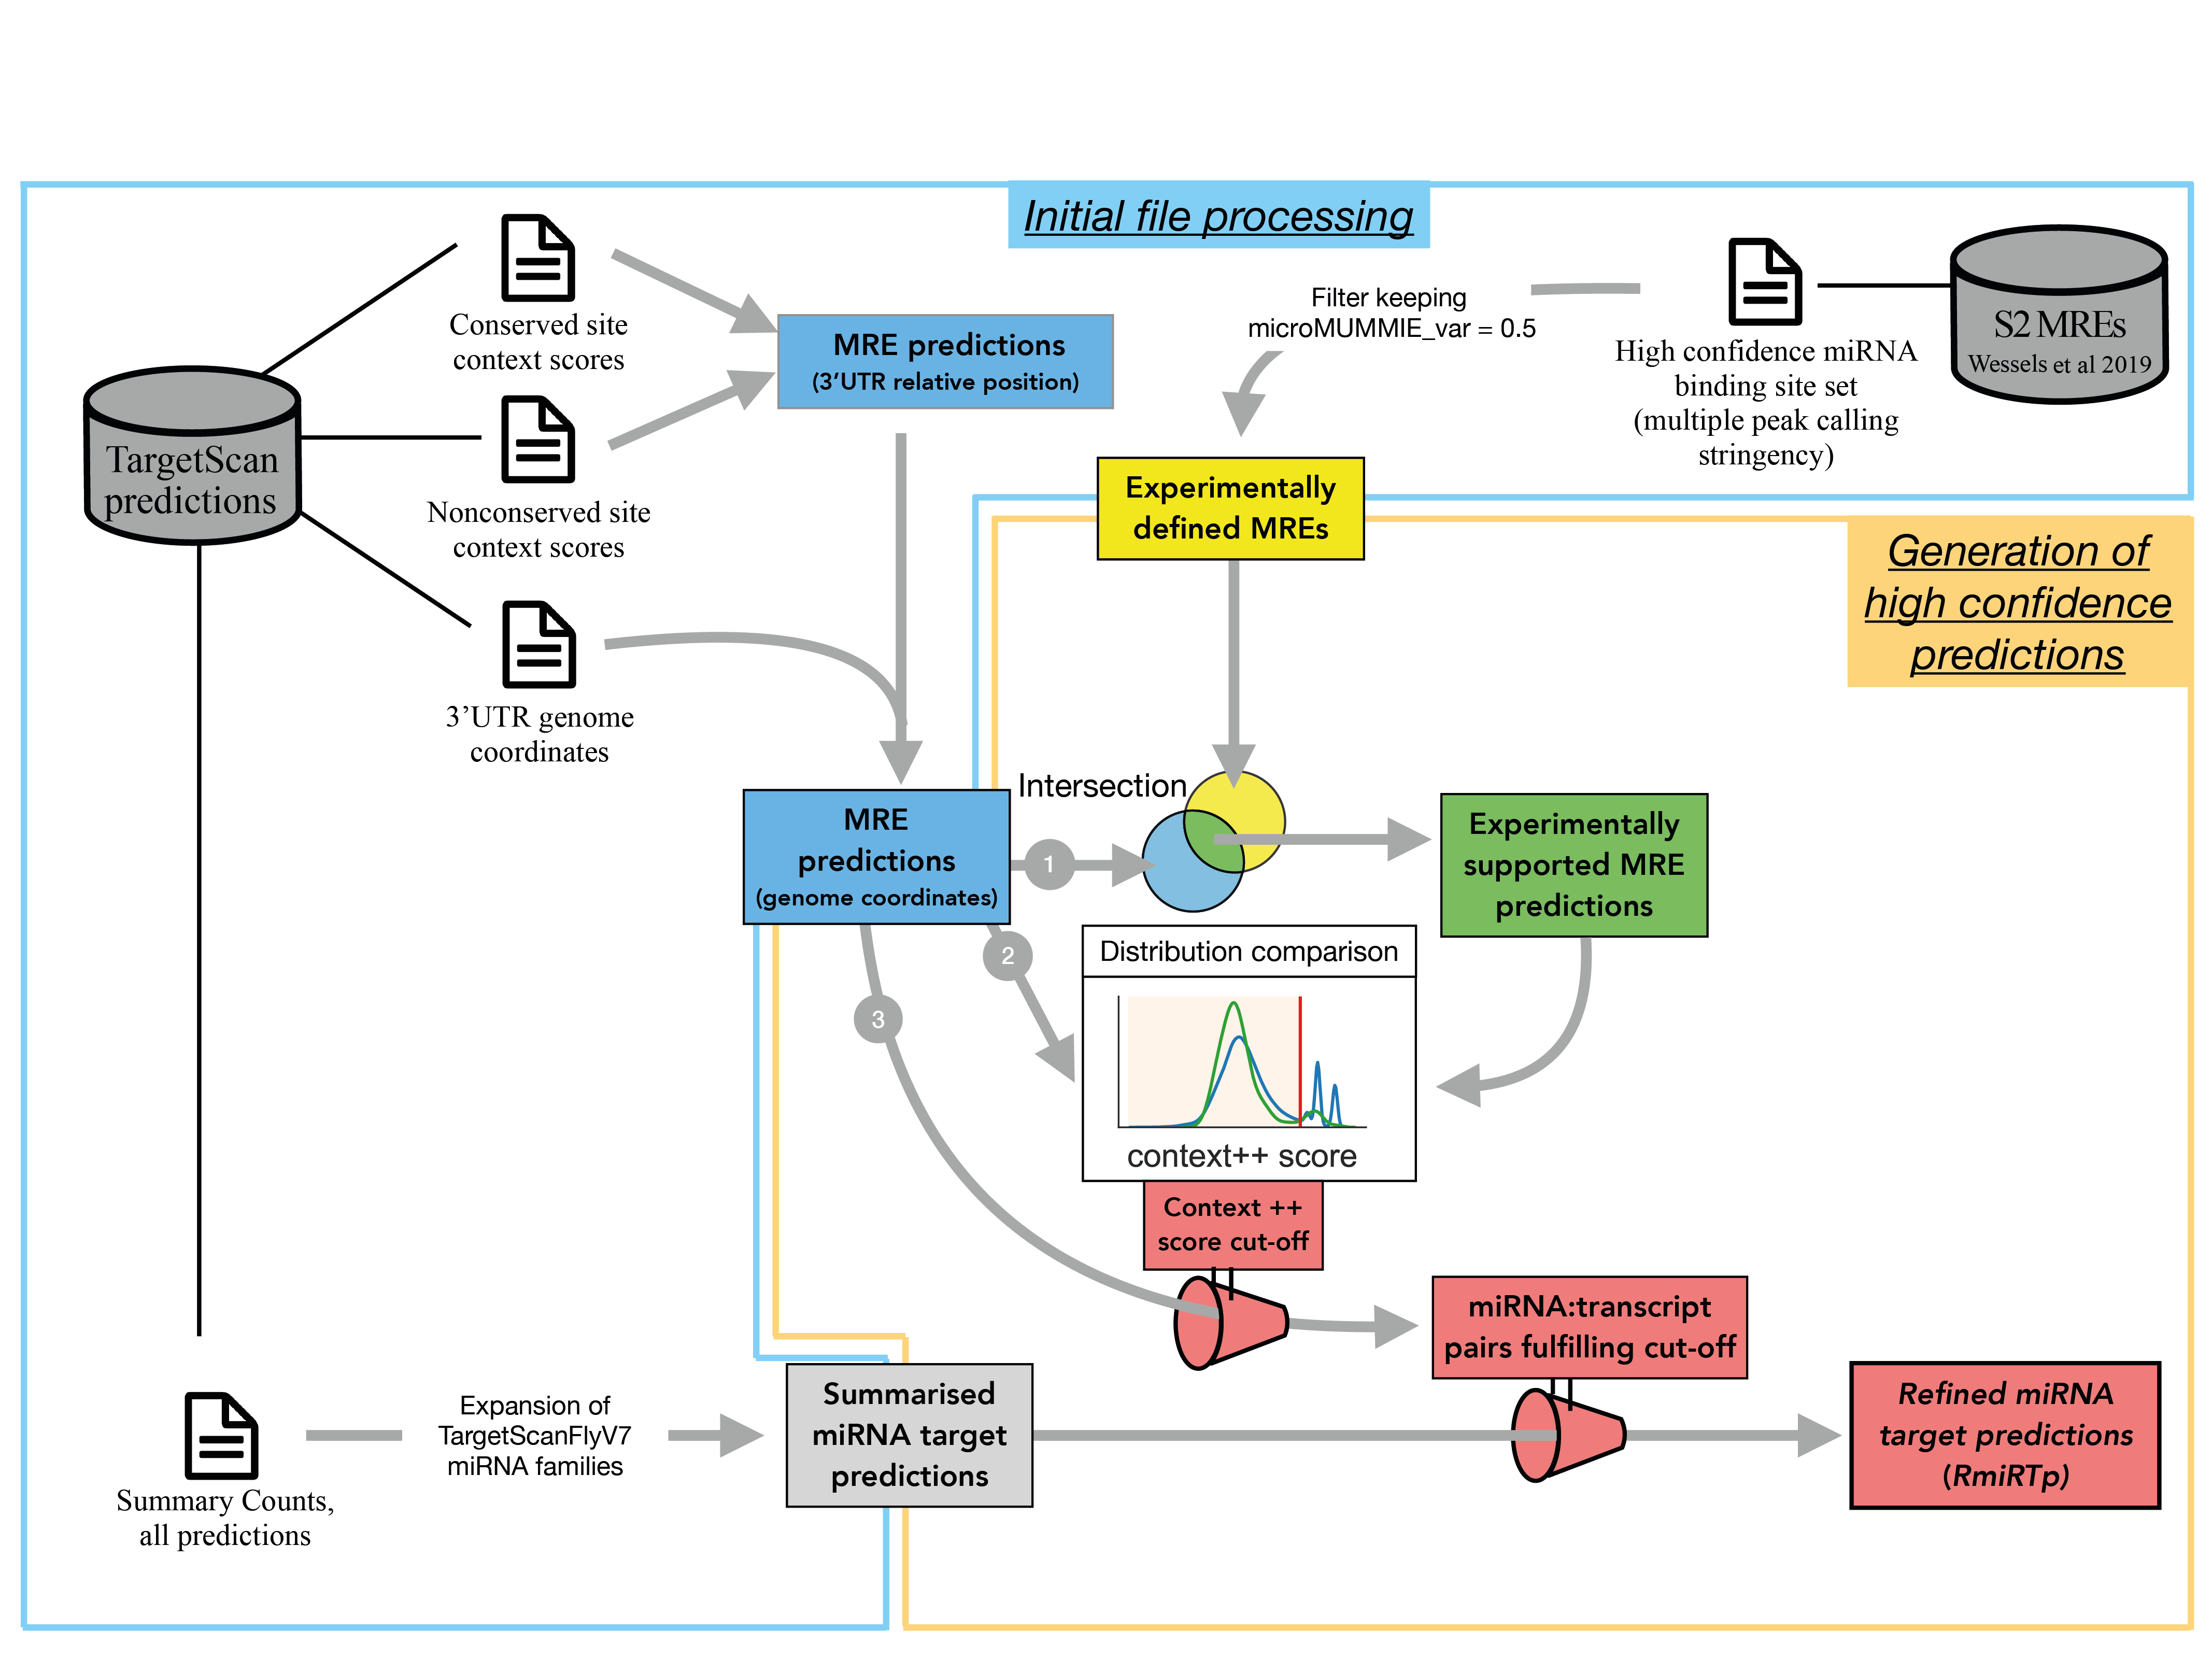 Initial file processing
Conserved site
context scores
MRE predictions
(3’UTR relative position)
Filter keeping
microMUMMIE_var = 0.5
High confidence miRNA
binding site set
(multiple peak calling
stringency)
S2 MREs
Wessels et al 2019
TargetScan
predictions
Nonconserved site
context scores
Experimentally
defined MREs
Generation of
high confidence
predictions
3’UTR genome
coordinates
MRE
predictions
(genome coordinates)
Intersection
1
2
3
Experimentally
supported MRE
predictions
Distribution comparison
context++ score
Context ++
score cut-off
miRNA:transcript
pairs fulfilling cut-off
Summary Counts,
all predictions
Expansion of
TargetScanFlyV7
miRNA families
Summarised
miRNA target
predictions
Refined miRNA
target predictions
(RmiRTp)